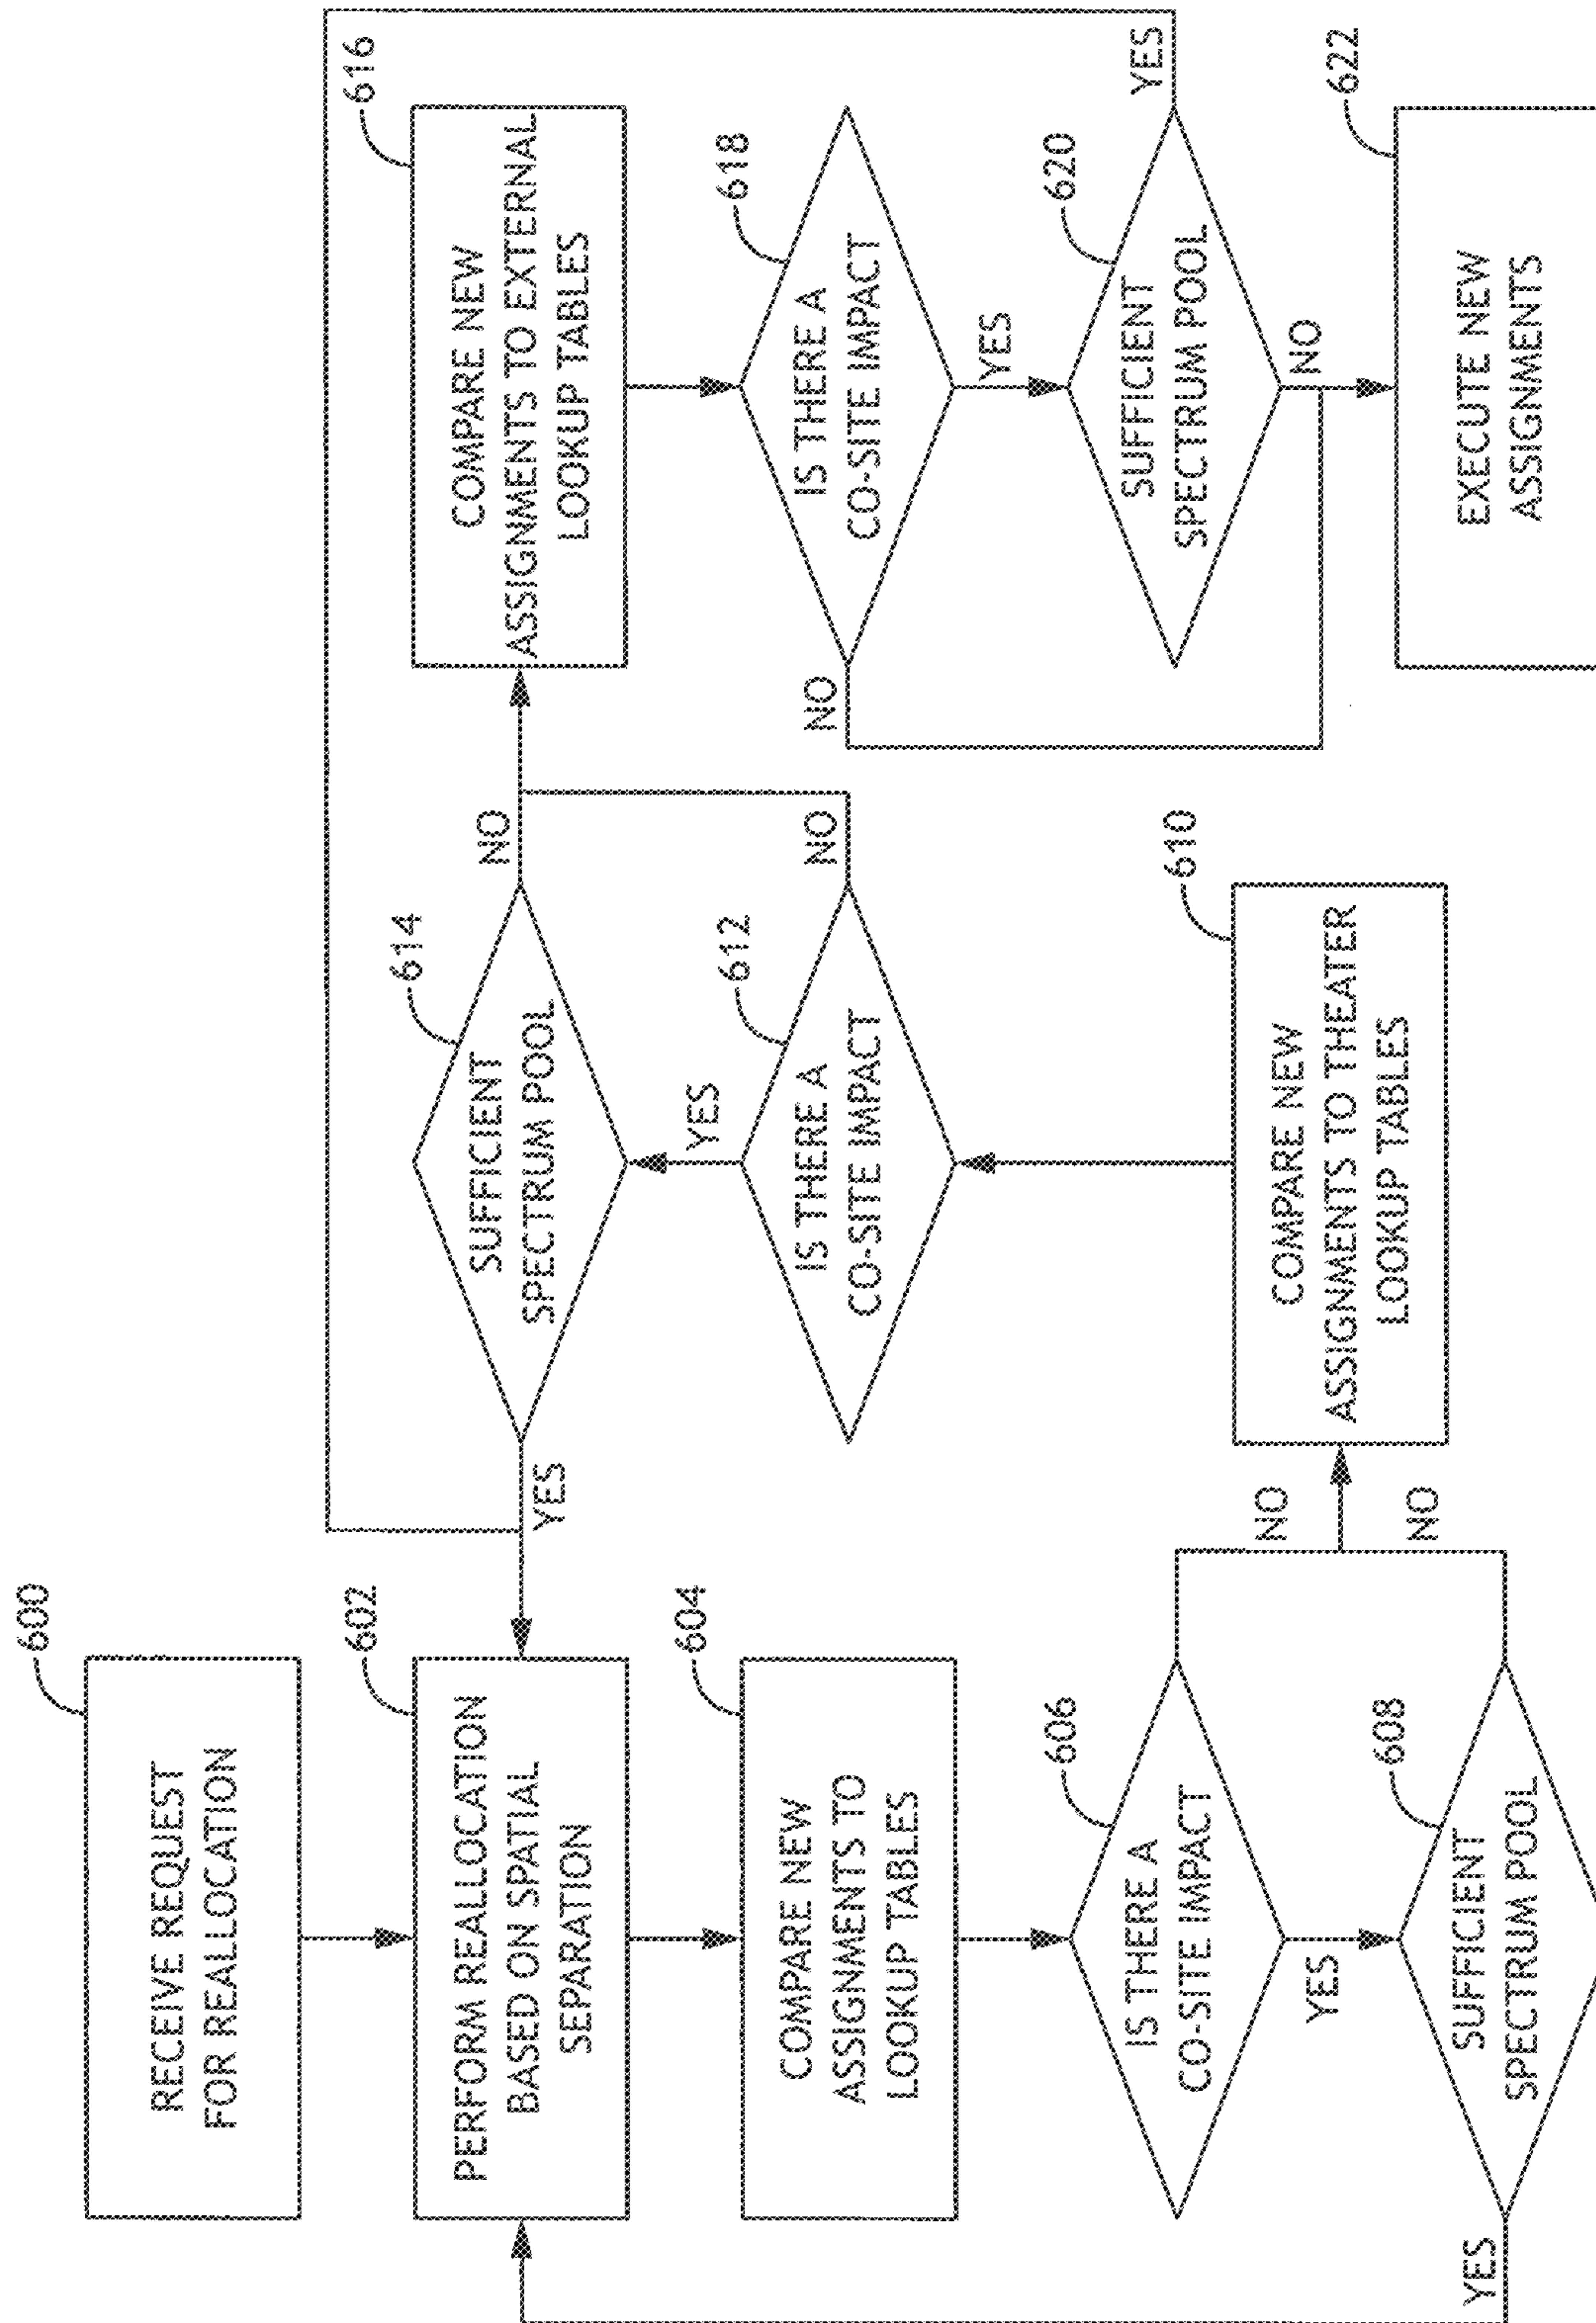 600
RECEIVE REQUEST
FOR REALLOCATION
602
PERFORM REALLOCATION
BASED ON SPATIAL
SEPARATION
604
COMPARE NEW
ASSIGNMENTS TO
LOOKUP TABLES
606
IS THERE A
CO-SITE IMPACT
NO
YES
608
SUFFICIENT
SPECTRUM POOL
NO
YES
610
COMPARE NEW
ASSIGNMENTS TO THEATER
LOOKUP TABLES
612
IS THERE A
CO-SITE IMPACT
NO
YES
614
SUFFICIENT
SPECTRUM POOL
NO
YES
616
COMPARE NEW
ASSIGNMENTS TO EXTERNAL
LOOKUP TABLES
618
IS THERE A
CO-SITE IMPACT
NO
YES
620
SUFFICIENT
SPECTRUM POOL
YES
NO
622
EXECUTE NEW
ASSIGNMENTS